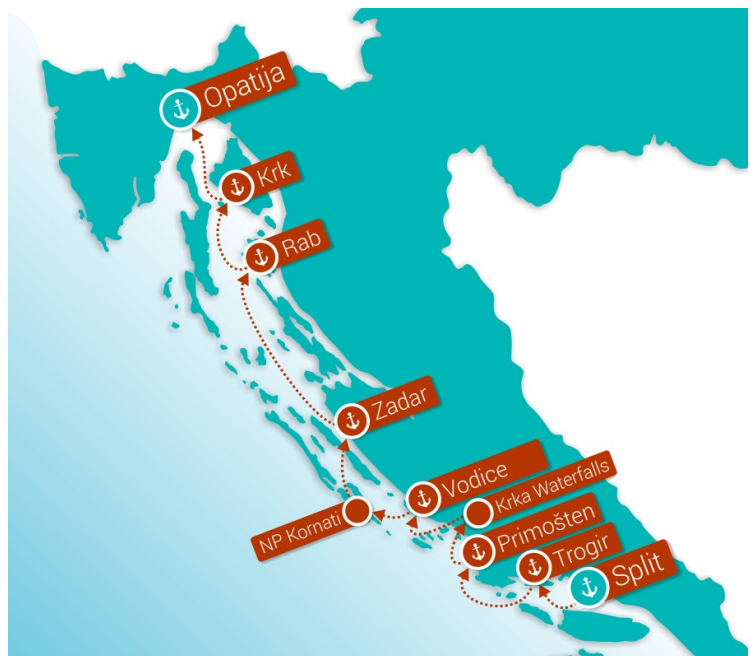 Opatija
Krk
Rab
Zadar
Vodice
Krka Waterfalls
NP Kornati
Primošten
Trogir
Split